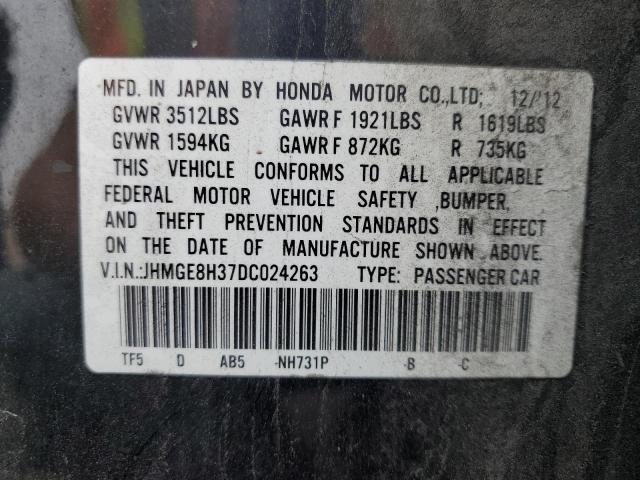 MFD. IN JAPAN BY HONDA MOTOR CO.,LTD; 12/'12
GVWR 3512LBS GAWR F 1921LBS R 1619LBS
GVWR 1594KG GAWR F 872KG R 735KG
THIS VEHICLE CONFORMS TO ALL APPLICABLE
FEDERAL MOTOR VEHICLE SAFETY ,BUMPER,
AND THEFT PREVENTION STANDARDS IN EFFECT
ON THE DATE OF MANUFACTURE SHOWN ABOVE.
V.I.N.:JHMGE8H37DC024263 TYPE: PASSENGER CAR
TF5 D AB5 -NH731P -B -C